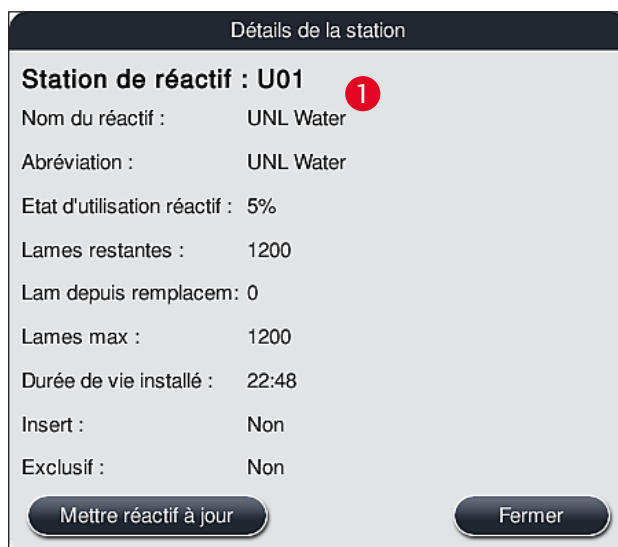 Détails de la station
Station de réactif : U01
1
Nom du réactif : UNL Water
Abréviation : UNL Water
Etat d'utilisation réactif : 5%
Lames restantes : 1200
Lam depuis remplacem: 0
Lames max : 1200
Durée de vie installé : 22:48
Insert : Non
Exclusif : Non
Mettre réactif à jour Fermer